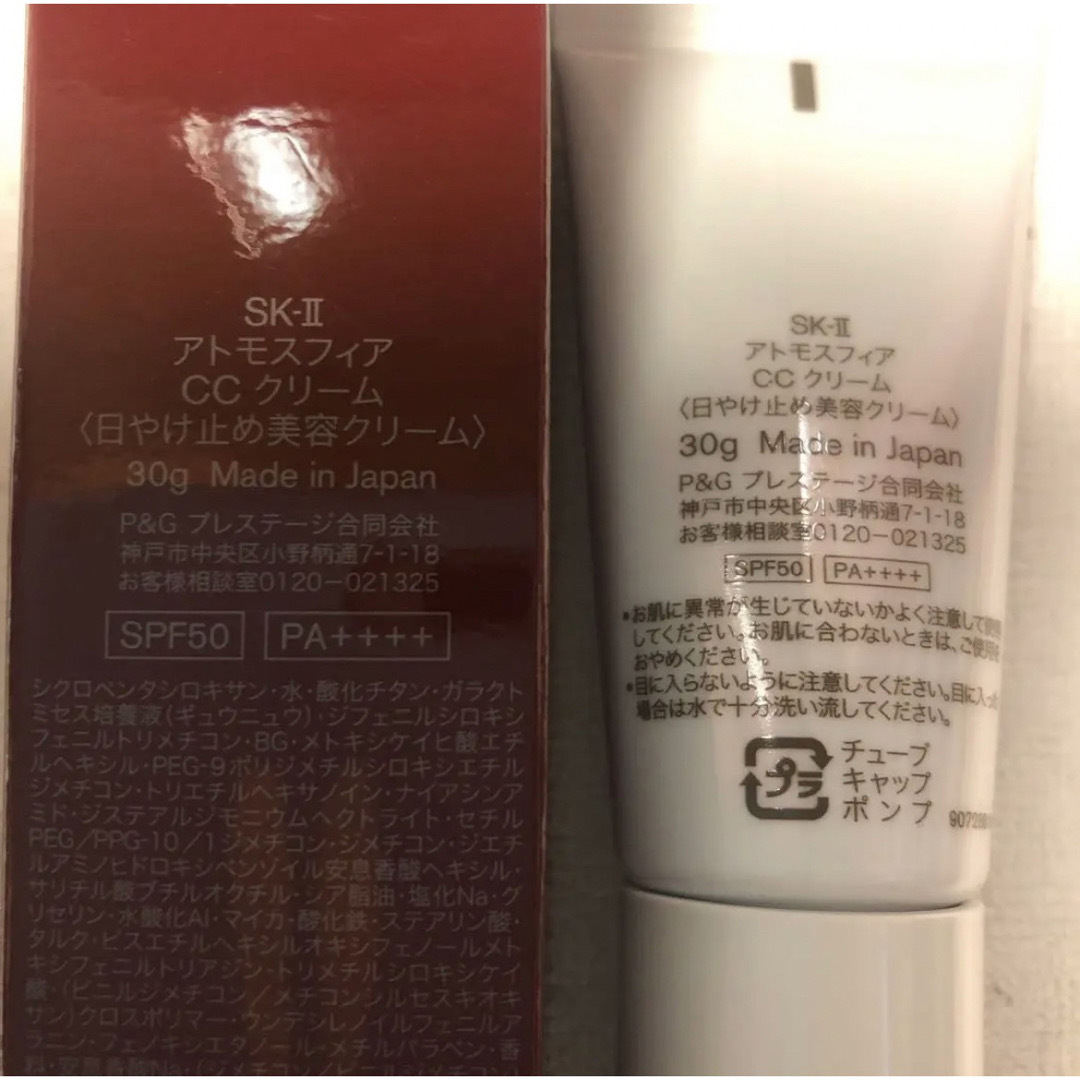 SK-Ⅱ
アトモスフィア
CC クリーム
〈日やけ止め美容クリーム〉
30g Made in Japan
P&G プレステージ合同会社
神戸市中央区小野柄通7-1-18
お客様相談室0120-021325
SPF50 PA++++
シクロペンタシロキサン・水・酸化チタン・ガラクト
ミセス培養液(ギュウニュウ)・ジフェニルシロキシ
フェニルトリメチコン・BG・メトキシケイヒ酸エチ
ルヘキシル・PEG-9ポリジメチルシロキシエチル
ジメチコン・トリエチルヘキサノイン・ナイアシンア
ミド・ジステアルジモニウムヘクトライト・セチル
PEG/PPG-10/1ジメチコン・ジメチコン・ジエチ
ルアミノヒドロキシベンゾイル安息香酸ヘキシル・
サリチル酸ブチルオクチル・シア脂油・塩化Na・グ
リセリン・水酸化Al・マイカ・酸化鉄・ステアリン酸・
タルク・ビスエチルヘキシルオキシフェノールメト
キシフェニルトリアジン・トリメチルシロキシケイ
酸・(ビニルジメチコン/メチコンシルセスキオキ
サン)クロスポリマー・ウンデシレノイルフェニルア
ラニン・フェノキシエタノール・メチルパラベン・香
料・安息香酸Na・
SK-Ⅱ
アトモスフィア
CC クリーム
〈日やけ止め美容クリーム〉
30g Made in Japan
P&G プレステージ合同会社
神戸市中央区小野柄通7-1-18
お客様相談室0120-021325
SPF50 PA++++
・お肌に異常が生じていないかよく注意して
してください。お肌に合わないときは、ご使用を
おやめください。
・目に入らないように注意してください。目に入っ
場合は水で十分洗い流してください。
プラ チューブ
キャップ
ポンプ